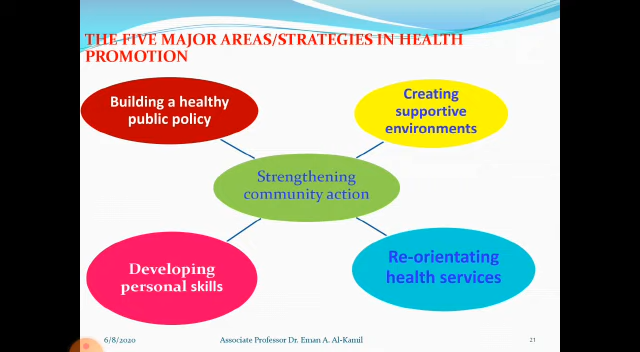 THE FIVE MAJOR AREAS/STRATEGIES IN HEALTH
PROMOTION
Building a healthy
public policy
Creating
supportive
environments
Strengthening
community action
Developing
personal skills
Re-orientating
health services
6/8/2020
Associate Professor Dr. Eman A. Al-Kamil
21